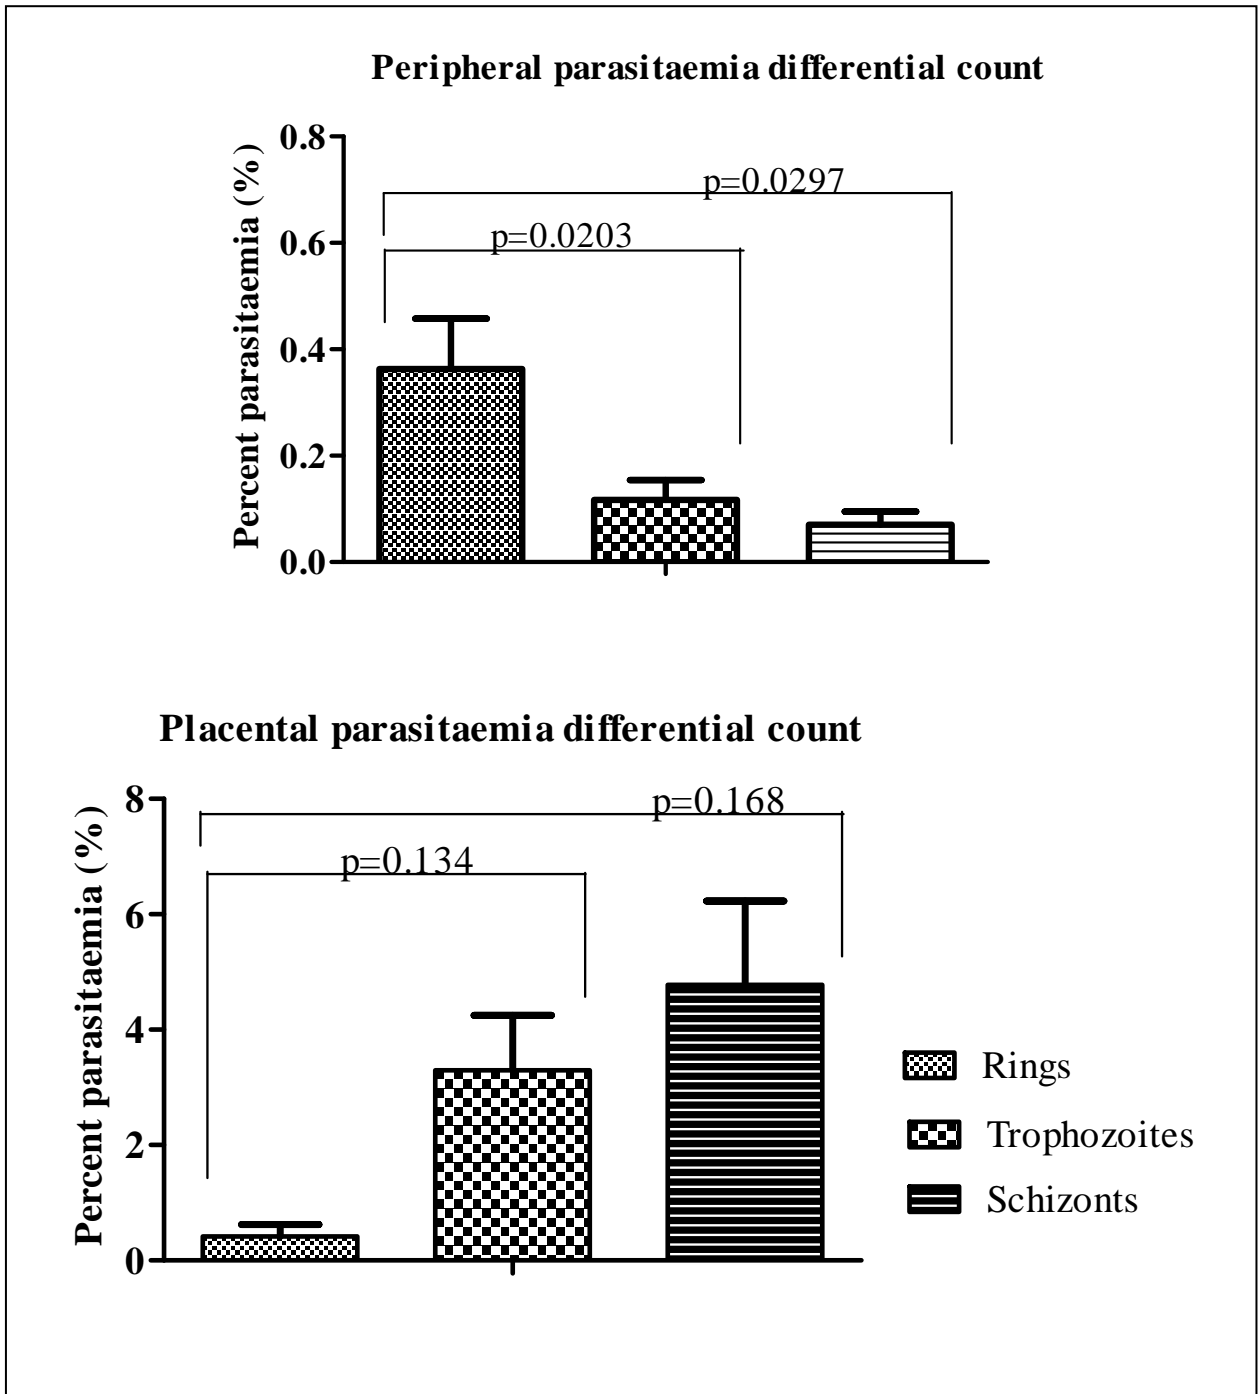 Peripheral parasitaemia differential count
Percent parasitaemia (%)
0.8
0.6
0.4
0.2
0.0
p=0.0297
p=0.0203
Placental parasitaemia differential count
Percent parasitaemia (%)
8
6
4
2
0
p=0.168
p=0.134
Rings
Trophozoites
Schizonts